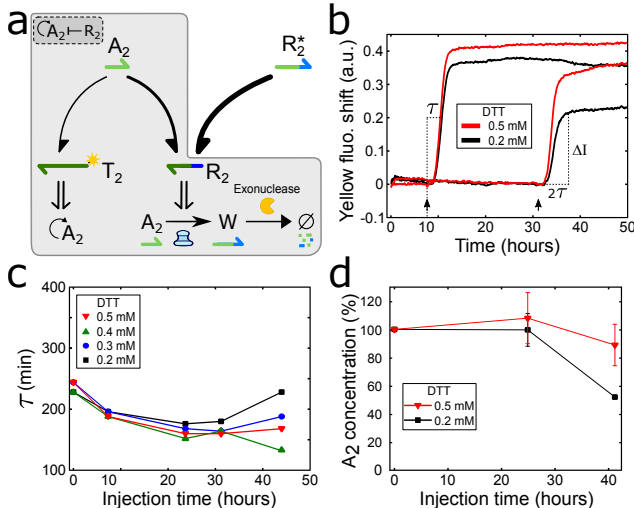 a
A₂ ⊢ R₂
A₂
R₂*
T₂
R₂
A₂
Exonuclease
A₂
W
∅
b
Yellow fluo. shift (a.u.)
0.4
0.3
0.2
0.1
0
-0.1
τ
DTT
0.5 mM
0.2 mM
ΔI
2τ
0
10
20
30
40
50
Time (hours)
c
τ (min)
400
300
200
100
DTT
0.5 mM
0.4 mM
0.3 mM
0.2 mM
0
10
20
30
40
50
Injection time (hours)
d
A₂ concentration (%)
120
100
80
60
40
20
0
DTT
0.5 mM
0.2 mM
0
10
20
30
40
Injection time (hours)